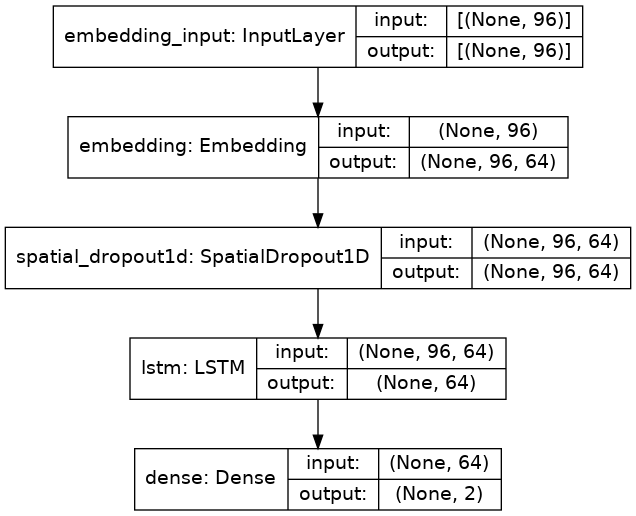 embedding_input: InputLayer
input: [(None, 96)]
output: [(None, 96)]
embedding: Embedding
input: (None, 96)
output: (None, 96, 64)
spatial_dropout1d: SpatialDropout1D
input: (None, 96, 64)
output: (None, 96, 64)
lstm: LSTM
input: (None, 96, 64)
output: (None, 64)
dense: Dense
input: (None, 64)
output: (None, 2)